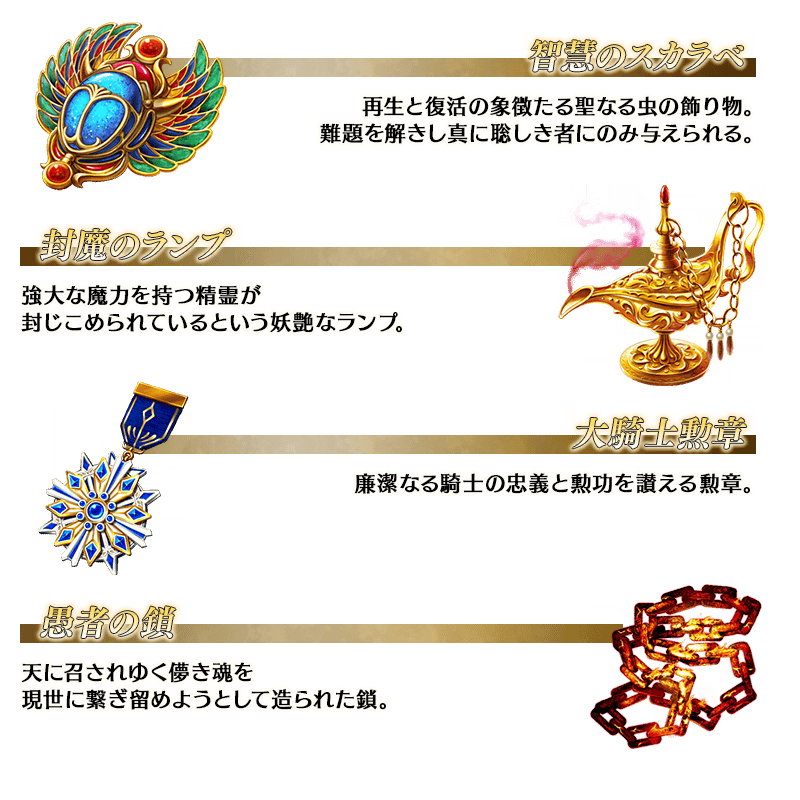 智慧のスカラベ
再生と復活の象徴たる聖なる虫の飾り物。
難題を解きし真に聡しき者にのみ与えられる。
封魔のランプ
強大な魔力を持つ精霊が
封じこめられているという妖艶なランプ。
大騎士勲章
廉潔なる騎士の忠義と勲功を讃える勲章。
愚者の鎖
天に召されゆく儚き魂を
現世に繋ぎ留めようとして造られた鎖。